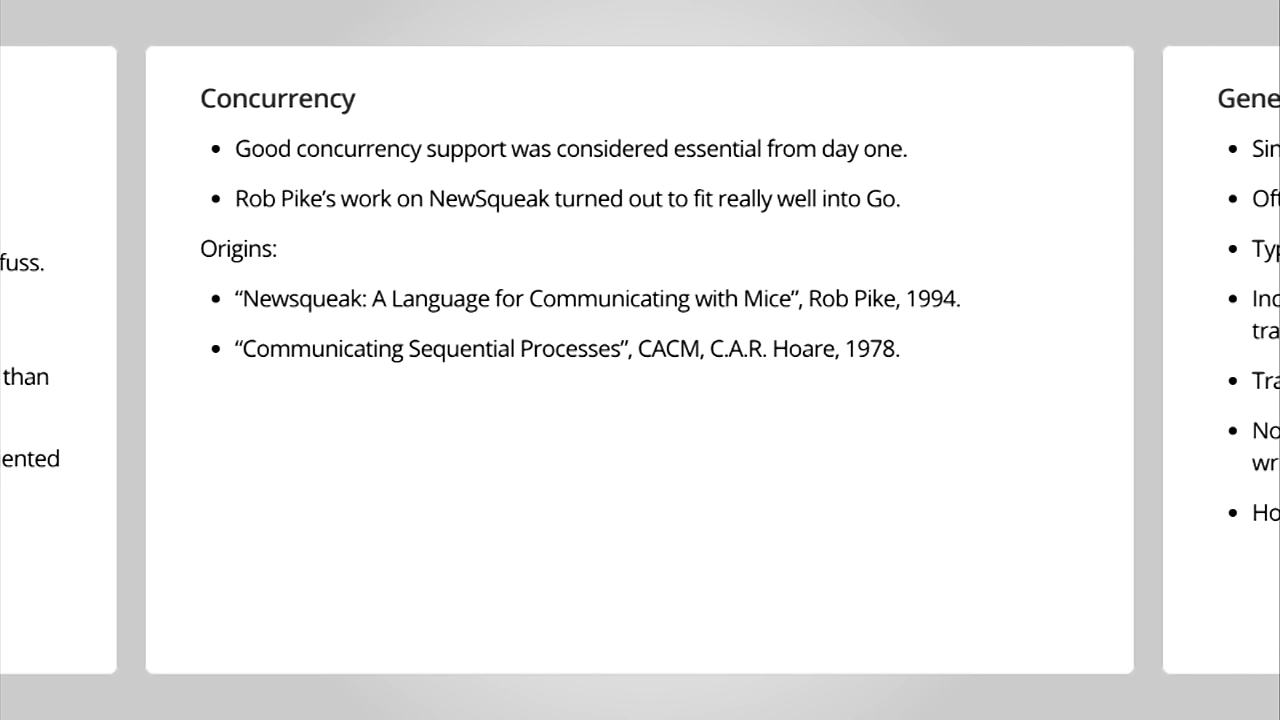 fuss.
than
Concurrency
Good concurrency support was considered essential from day one.
Rob Pike’s work on NewSqueak turned out to fit really well into Go.
Origins:
“Newsqueak: A Language for Communicating with Mice”, Rob Pike, 1994.
“Communicating Sequential Processes”, CACM, C.A.R. Hoare, 1978.